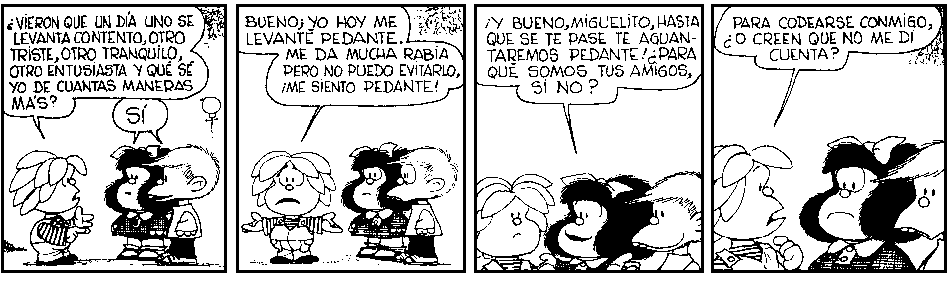 ¿VIERON QUE UN DÍA UNO SE
LEVANTA CONTENTO, OTRO
TRISTE, OTRO TRANQUILO,
OTRO ENTUSIASTA Y QUÉ SÉ
YO DE CUANTAS MANERAS
MÁS?
SÍ
BUENO; YO HOY ME
LEVANTÉ PEDANTE.
ME DA MUCHA RABIA
PERO NO PUEDO EVITARLO,
¡ME SIENTO PEDANTE!
¡Y BUENO, MIGUELITO, HASTA
QUE SE TE PASE TE AGUAN-
TAREMOS PEDANTE! ¿PARA
QUÉ SOMOS TUS AMIGOS,
SI NO?
PARA CODEARSE CONMIGO,
¿O CREEN QUE NO ME DI
CUENTA?